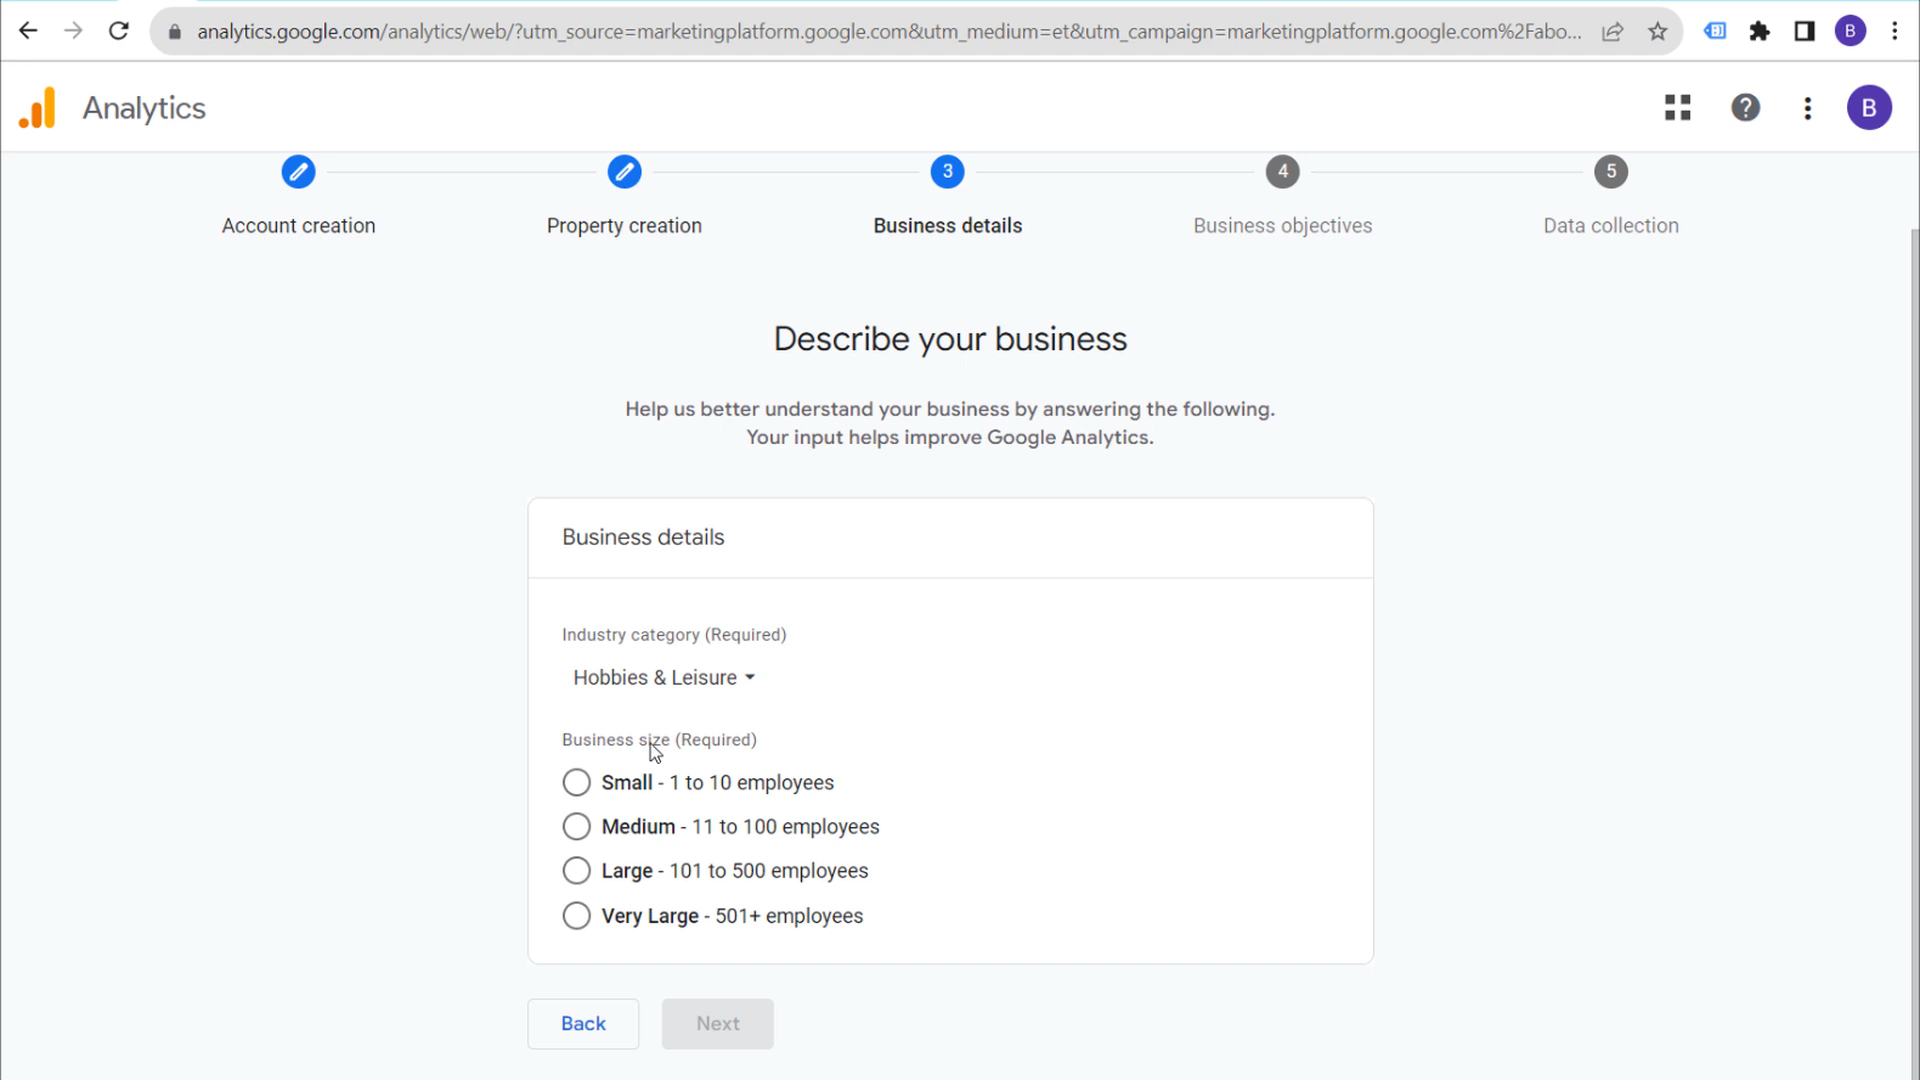 analytics.google.com/analytics/web/?utm_source=marketingplatform.google.com&utm_medium=et&utm_campaign=marketingplatform.google.com%2Fabo...
B
Analytics
?
B
3
4
5
Account creation
Property creation
Business details
Business objectives
Data collection
Describe your business
Help us better understand your business by answering the following.
Your input helps improve Google Analytics.
Business details
Industry category (Required)
Hobbies & Leisure
Business size (Required)
Small - 1 to 10 employees
Medium - 11 to 100 employees
Large - 101 to 500 employees
Very Large - 501+ employees
Back
Next